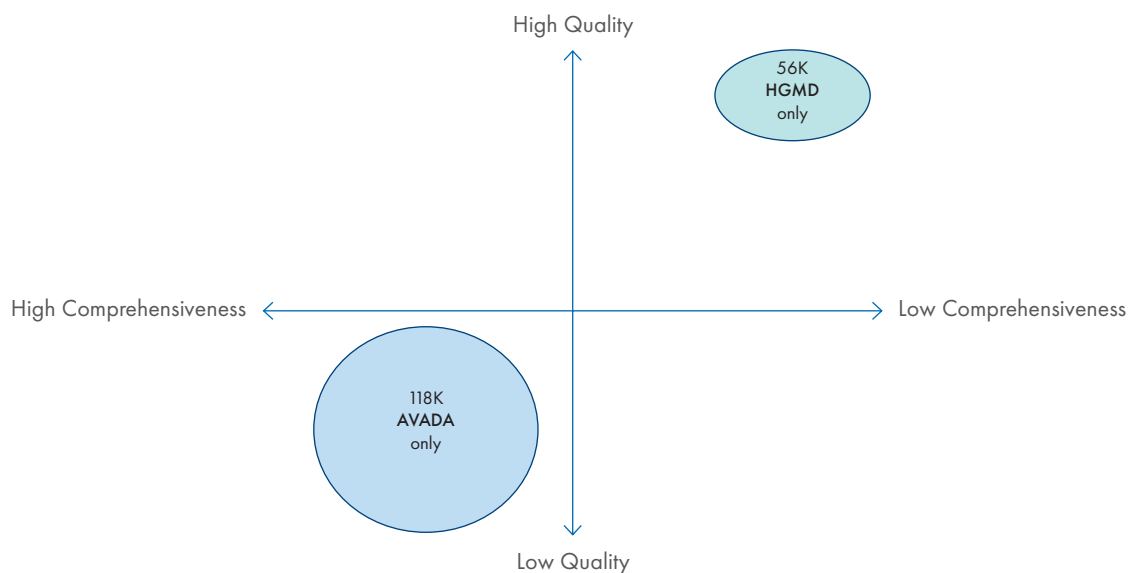 High Quality
56K
HGMD
only
High Comprehensiveness
Low Comprehensiveness
118K
AVADA
only
Low Quality